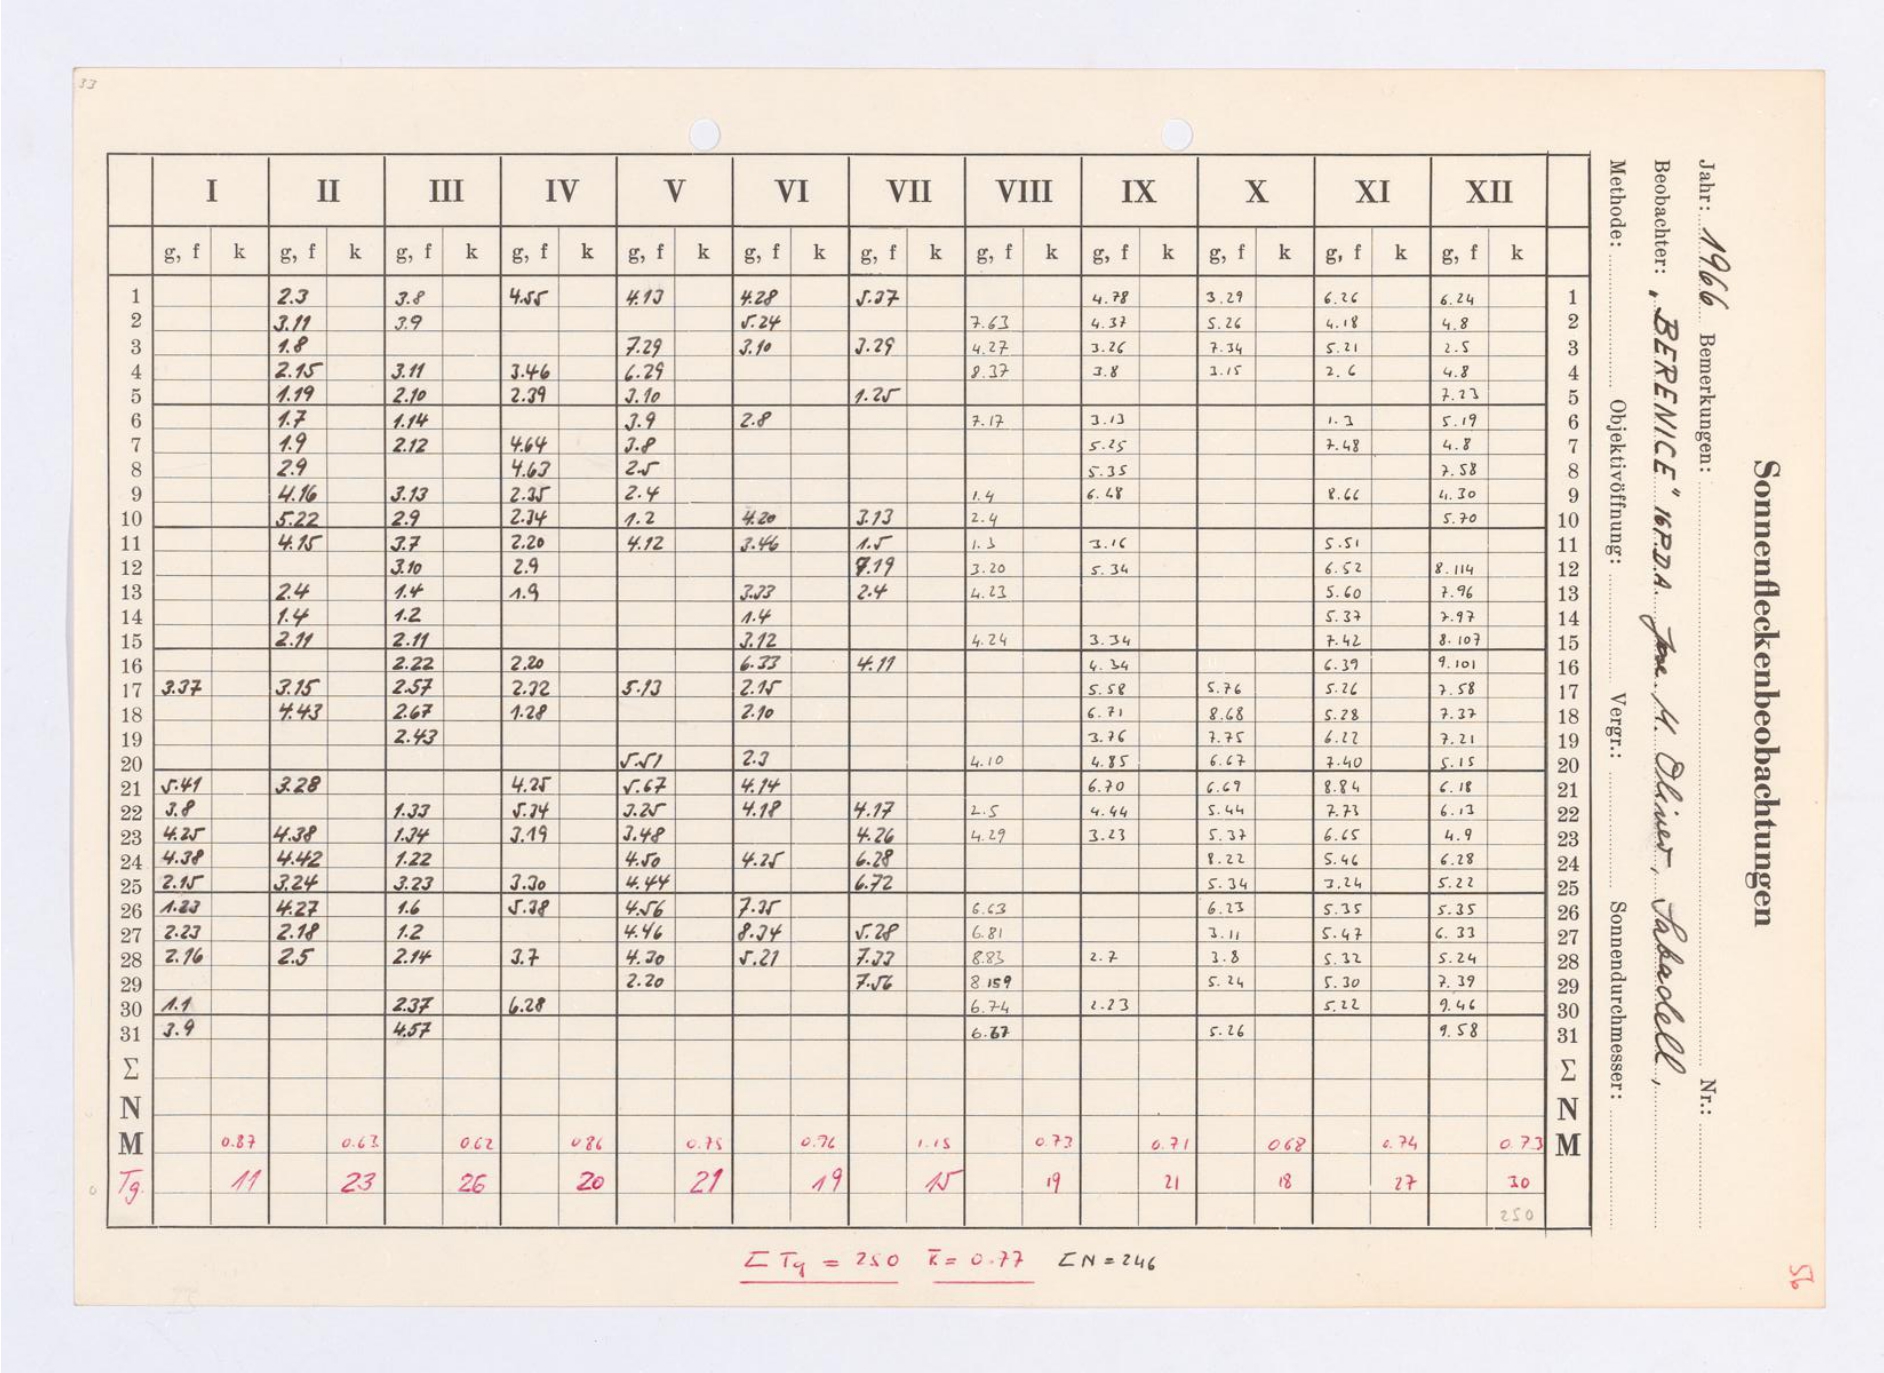 33
I II III IV V VI VII VIII IX X XI XII
g, f k g, f k g, f k g, f k g, f k g, f k g, f k g, f k g, f k g, f k g, f k g, f k
1 2.3 3.8 4.55 4.13 4.28 5.37 4.78 3.29 6.26 6.24 1
2 3.11 3.9 5.24 7.63 4.37 5.26 4.18 4.8 2
3 1.8 7.29 3.10 3.29 4.27 3.26 7.34 5.21 2.5 3
4 2.15 3.11 3.46 6.29 8.37 3.8 3.15 2.6 4.8 4
5 1.19 2.10 2.39 3.10 1.25 7.23 5
6 1.7 1.14 3.9 2.8 7.17 3.13 1.3 5.19 6
7 1.9 2.12 4.64 3.8 5.25 7.48 4.8 7
8 2.9 4.63 2.5 5.35 7.58 8
9 4.16 3.13 2.35 2.4 1.4 6.48 8.66 4.30 9
10 5.22 2.9 2.34 1.2 4.20 3.13 2.4 5.70 10
11 4.15 3.7 2.20 4.12 3.46 1.5 1.3 3.16 5.51 11
12 3.10 2.9 7.19 3.20 5.34 6.52 8.114 12
13 2.4 1.4 1.9 3.33 2.4 4.23 5.60 7.96 13
14 1.4 1.2 1.4 5.37 7.97 14
15 2.11 2.11 3.12 4.24 3.34 7.42 8.107 15
16 2.22 2.20 6.33 4.11 4.34 6.39 9.101 16
17 3.37 3.15 2.57 2.32 5.13 2.15 5.58 5.76 5.26 7.58 17
18 4.43 2.67 1.28 2.10 6.71 8.68 5.28 7.37 18
19 2.43 3.76 7.75 6.22 7.21 19
20 5.51 2.3 4.10 4.85 6.67 7.40 5.15 20
21 5.41 3.28 4.25 5.67 4.14 6.70 6.69 8.84 6.18 21
22 3.8 1.33 5.34 3.25 4.18 4.17 2.5 4.44 5.44 7.73 6.13 22
23 4.25 4.38 1.34 3.19 3.48 4.26 4.29 3.23 5.37 6.65 4.9 23
24 4.38 4.42 1.22 4.50 4.25 6.28 8.22 5.46 6.28 24
25 2.15 3.24 3.23 3.30 4.44 6.72 5.34 3.24 5.22 25
26 1.23 4.27 1.6 5.38 4.56 7.35 6.63 6.23 5.35 5.35 26
27 2.23 2.18 1.2 4.46 8.34 5.28 6.81 3.11 5.47 6.33 27
28 2.16 2.5 2.14 3.7 4.30 5.21 7.33 8.83 2.7 3.8 5.32 5.24 28
29 2.20 7.56 8 159 5.24 5.30 7.39 29
30 1.1 2.37 6.28 6.74 2.23 5.22 9.46 30
31 3.9 4.57 6.67 5.26 9.58 31
Σ Σ
N N
M 0.87 0.63 0.62 0.86 0.75 0.76 1.15 0.73 0.71 0.68 0.74 0.73 M
Tg. 11 23 26 20 21 19 15 19 21 18 27 30
250
Σ Tg = 250 k̄ = 0.77 ΣN = 246
Sonnenfleckenbeobachtungen
Jahr: 1966 Bemerkungen: Nr.:
Beobachter: "BERENICE" 16P.D.A. Jose. M. Oliver, Sabadell,
Methode: Objektivöffnung: Vergr.: Sonnendurchmesser:
56